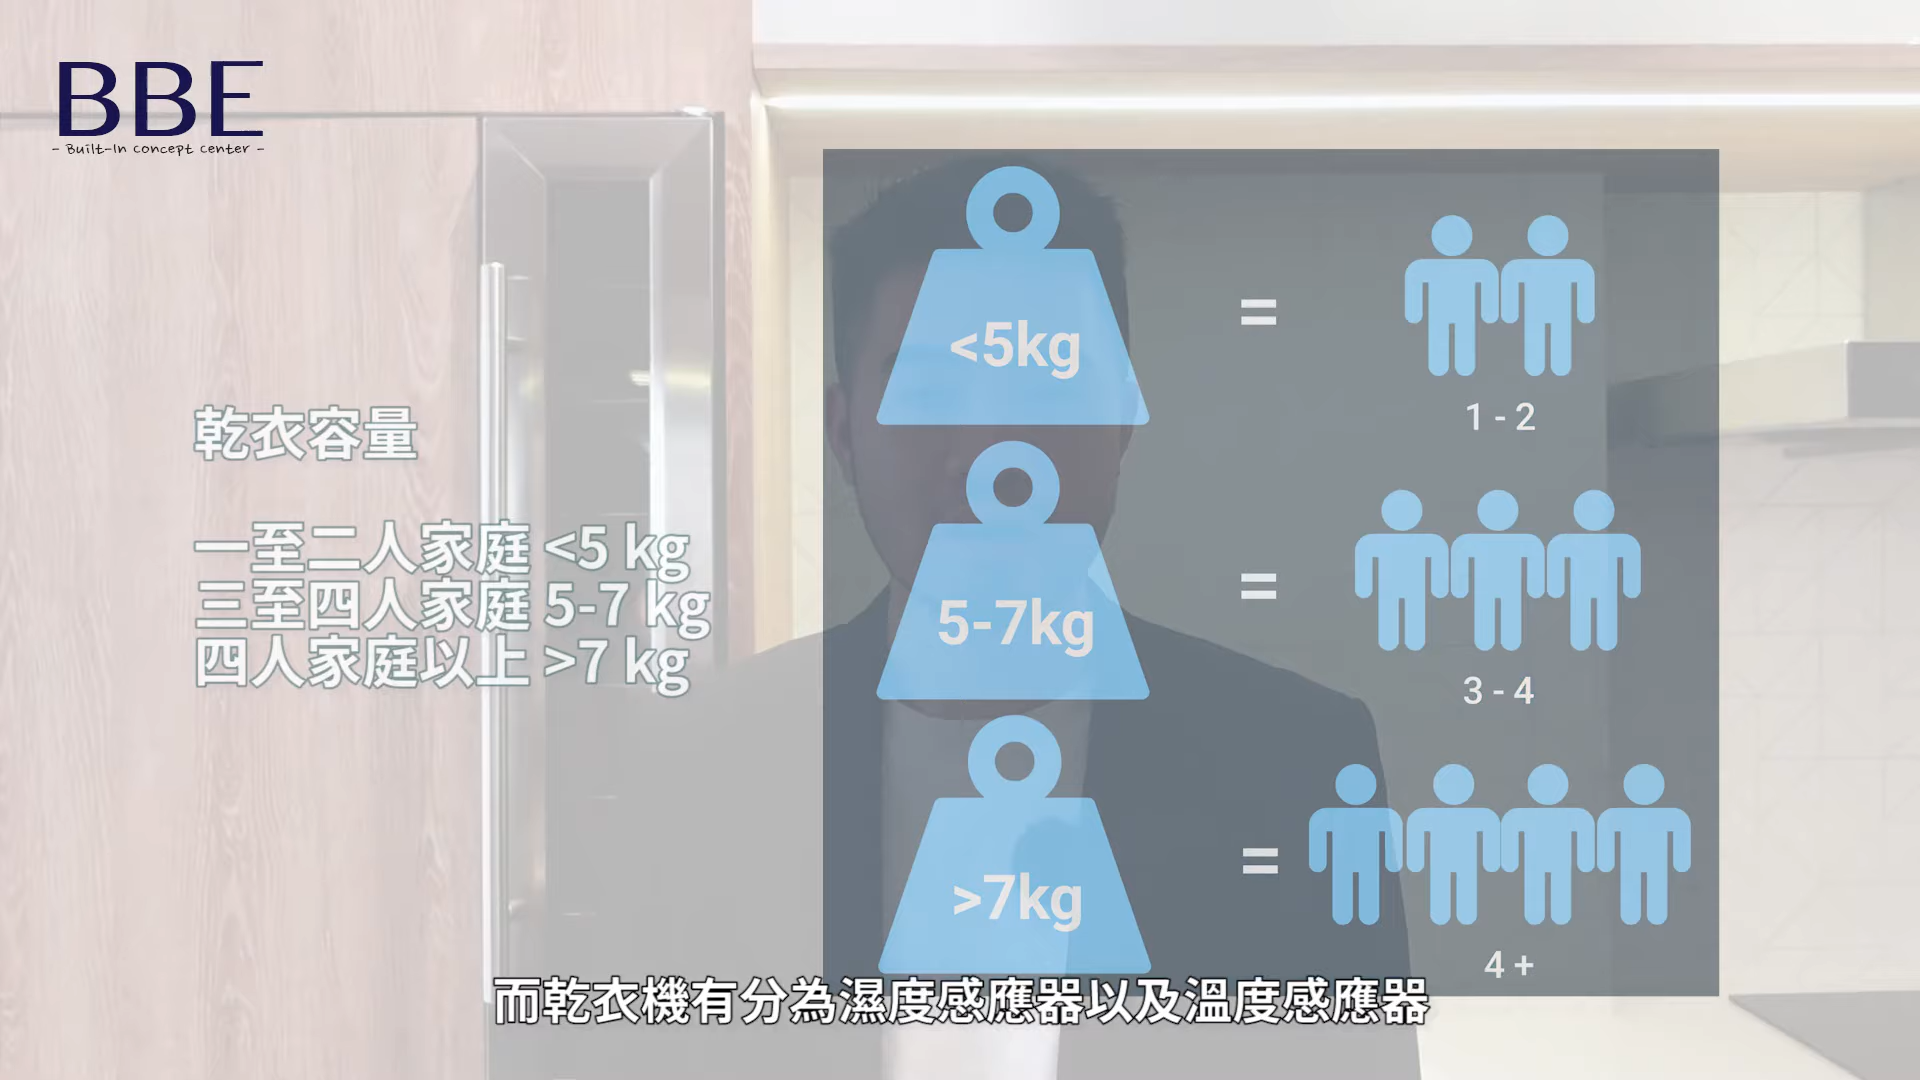 BBE
- Built-In Concept Center -
乾衣容量
一至二人家庭 <5 kg
三至四人家庭 5-7 kg
四人家庭以上 >7 kg
<5kg
=
1 - 2
5-7kg
=
3 - 4
>7kg
=
4 +
而乾衣機有分為濕度感應器以及溫度感應器